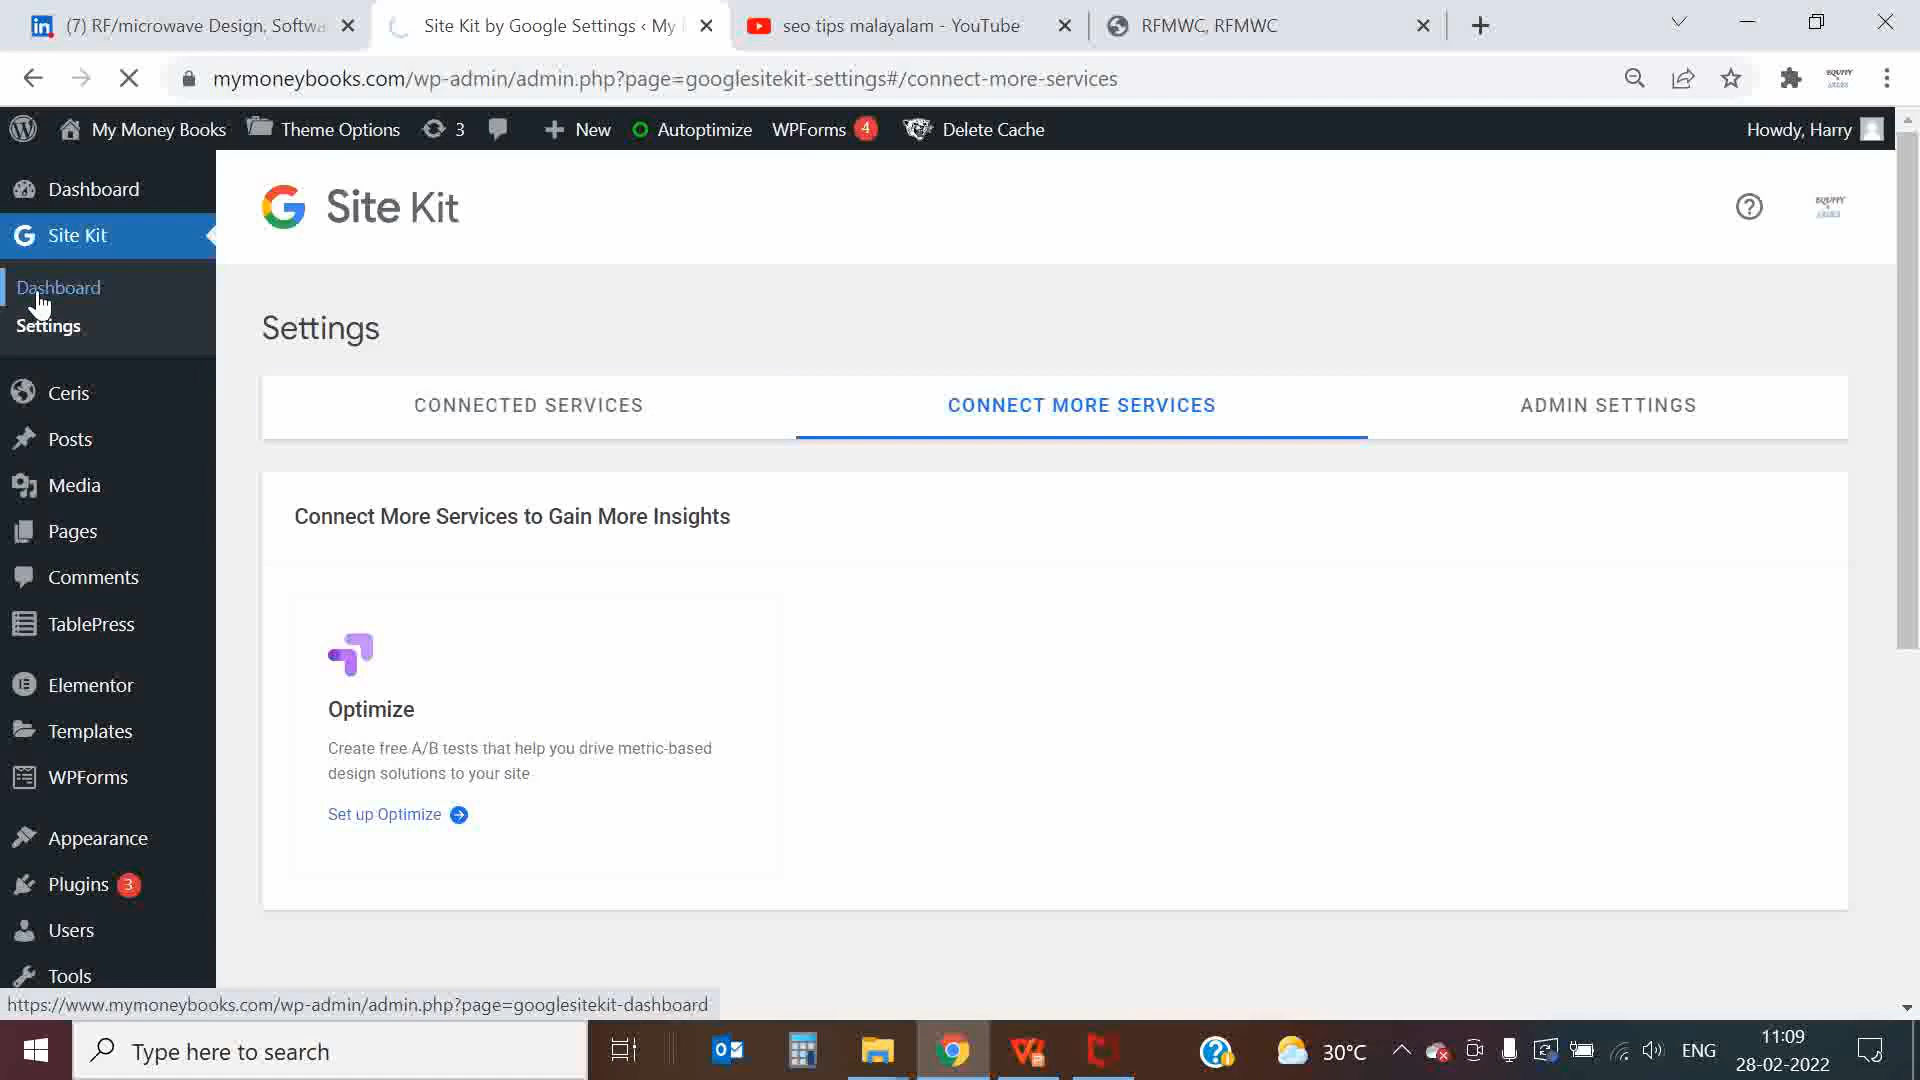 (7) RF/microwave Design, Softwa
Site Kit by Google Settings ‹ My
seo tips malayalam - YouTube
RFMWC, RFMWC
mymoneybooks.com/wp-admin/admin.php?page=googlesitekit-settings#/connect-more-services
My Money Books
Theme Options
3
New
Autoptimize
WPForms 4
Delete Cache
Howdy, Harry
Dashboard
Site Kit
Dashboard
Settings
Ceris
Posts
Media
Pages
Comments
TablePress
Elementor
Templates
WPForms
Appearance
Plugins 3
Users
Tools
Site Kit
Settings
CONNECTED SERVICES
CONNECT MORE SERVICES
ADMIN SETTINGS
Connect More Services to Gain More Insights
Optimize
Create free A/B tests that help you drive metric-based
design solutions to your site
Set up Optimize
https://www.mymoneybooks.com/wp-admin/admin.php?page=googlesitekit-dashboard
Type here to search
30°C
ENG
11:09
28-02-2022